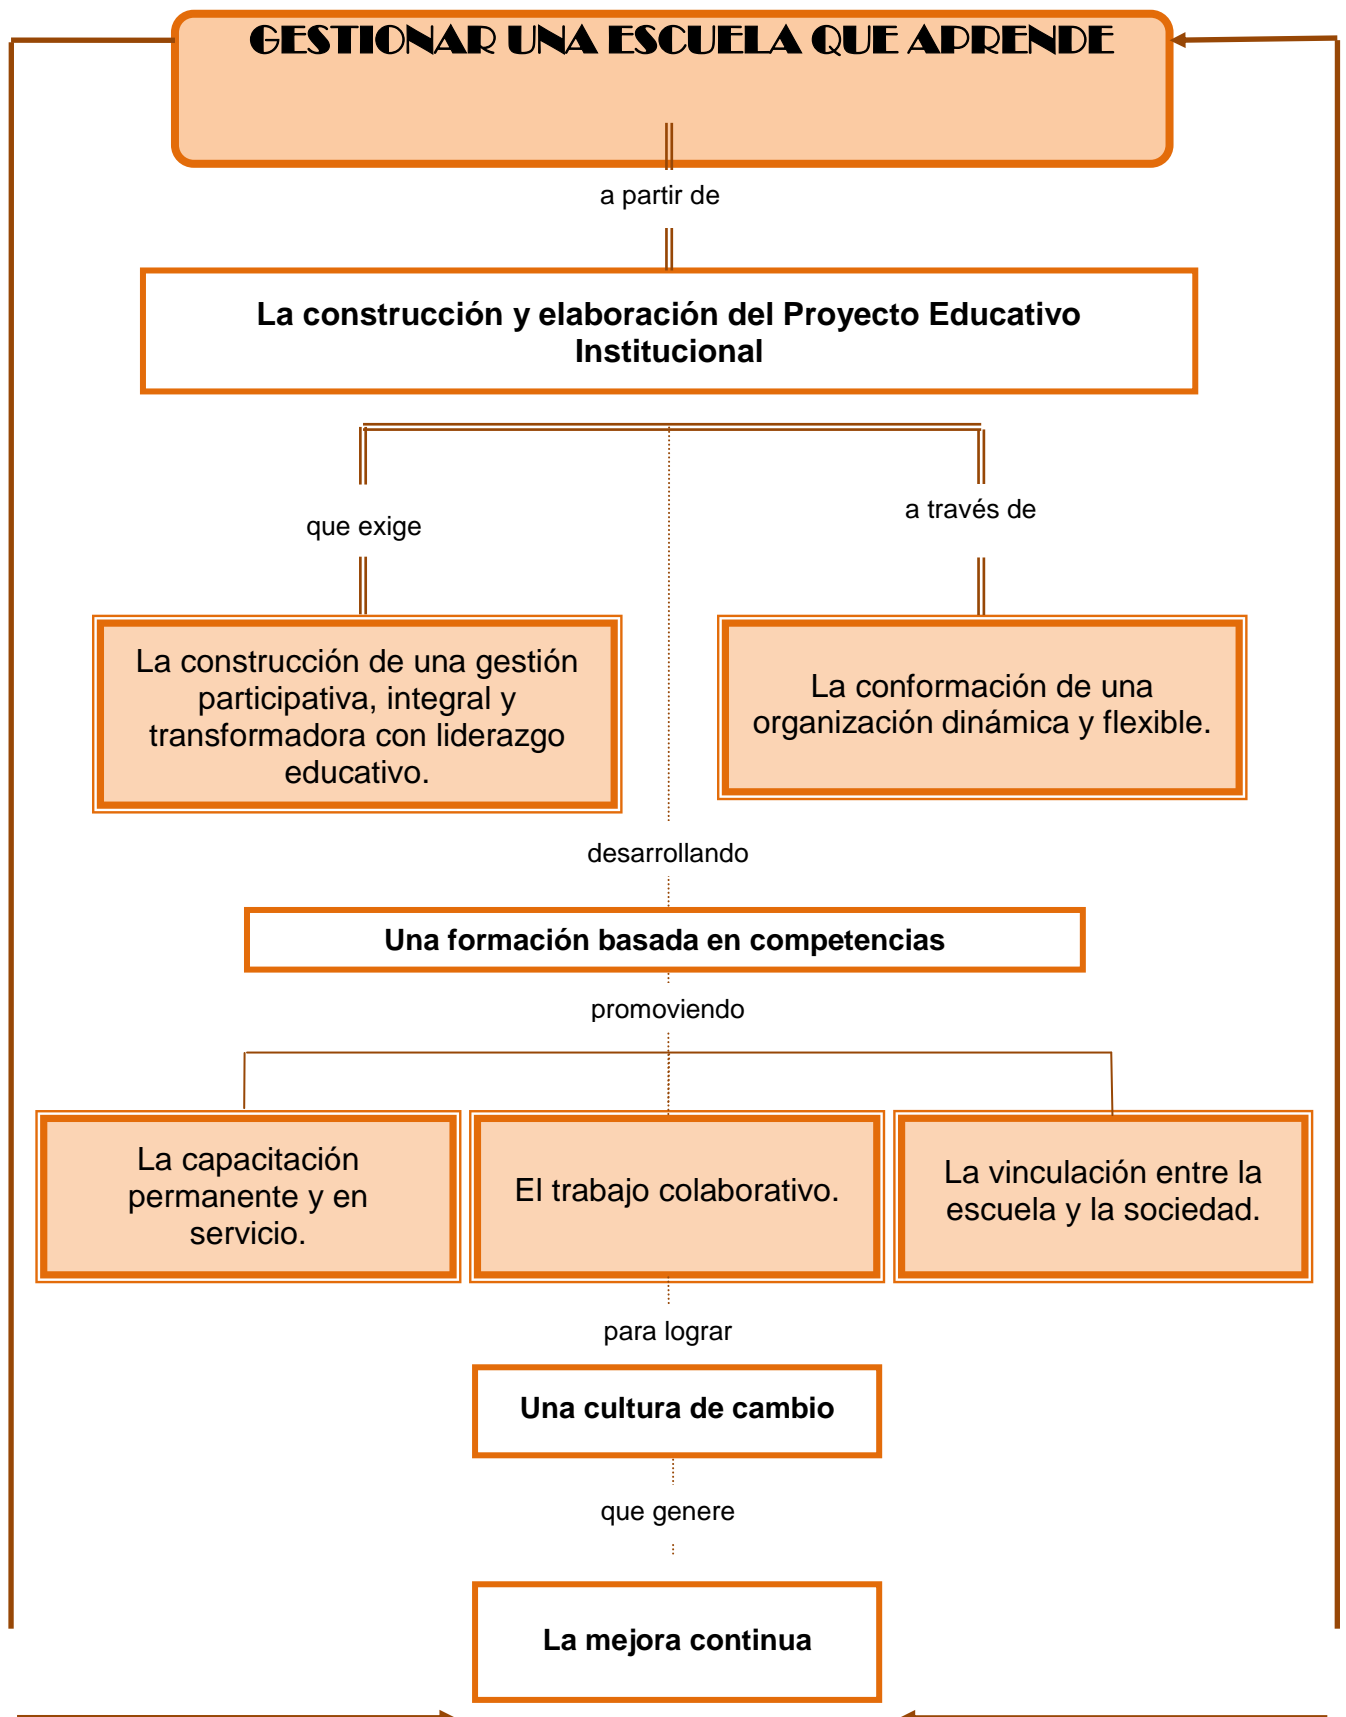 GESTIONAR UNA ESCUELA QUE APRENDE
a partir de
La construcción y elaboración del Proyecto Educativo
Institucional
que exige
a través de
La construcción de una gestión
participativa, integral y
transformadora con liderazgo
educativo.
La conformación de una
organización dinámica y flexible.
desarrollando
Una formación basada en competencias
promoviendo
La capacitación
permanente y en
servicio.
El trabajo colaborativo.
La vinculación entre la
escuela y la sociedad.
para lograr
Una cultura de cambio
que genere
La mejora continua